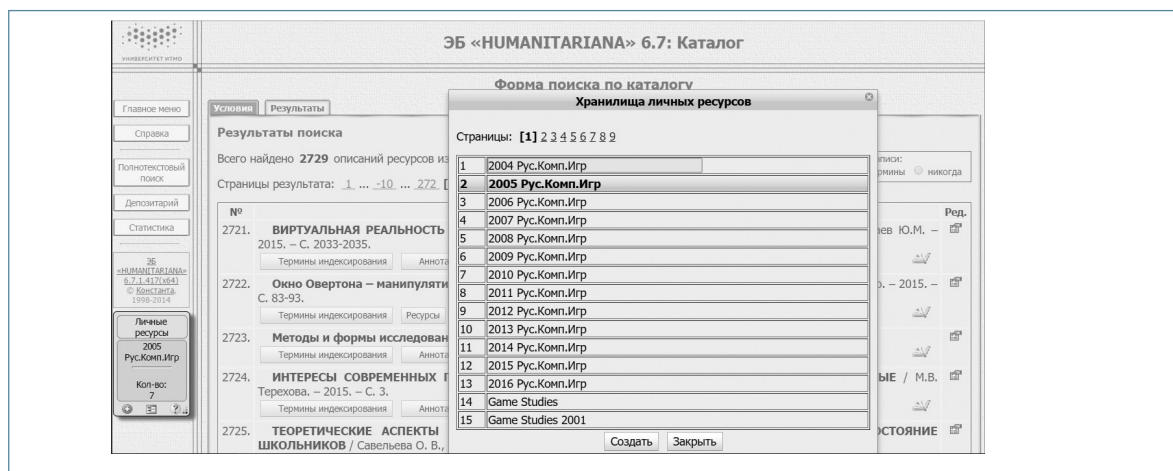 УНИВЕРСИТЕТ ИТМО
ЭБ «HUMANITARIANA» 6.7: Каталог
Форма поиска по каталогу
Главное меню
Справка
Полнотекстовый
поиск
Депозитарий
Статистика
ЭБ
«HUMANITARIANA»
6.7.1.417(x64)
© Константа,
1998-2014
Личные
ресурсы
2005
Рус.Комп.Игр
Кол-во:
7
Условия Результаты
Результаты поиска
Всего найдено 2729 описаний ресурсов из
Страницы результата: 1 ... -10 ... 272 [
№ Ред.
2721. ВИРТУАЛЬНАЯ РЕАЛЬНОСТЬ аев Ю.М. –
2015. – С. 2033-2035.
Термины индексирования Аннота
2722. Окно Овертона – манипуляти р. – 2015. –
С. 83-93.
Термины индексирования Ресурсы
2723. Методы и формы исследован
Термины индексирования Аннота
2724. ИНТЕРЕСЫ СОВРЕМЕННЫХ П ЫЕ / М.В.
Терехова. – 2015. – С. 3.
Термины индексирования Аннота
2725. ТЕОРЕТИЧЕСКИЕ АСПЕКТЫ ОСТОЯНИЕ
ШКОЛЬНИКОВ / Савельева О. В.,
аписи:
рмины никогда
Хранилища личных ресурсов
Страницы: [1] 2 3 4 5 6 7 8 9
1 2004 Рус.Комп.Игр
2 2005 Рус.Комп.Игр
3 2006 Рус.Комп.Игр
4 2007 Рус.Комп.Игр
5 2008 Рус.Комп.Игр
6 2009 Рус.Комп.Игр
7 2010 Рус.Комп.Игр
8 2011 Рус.Комп.Игр
9 2012 Рус.Комп.Игр
10 2013 Рус.Комп.Игр
11 2014 Рус.Комп.Игр
12 2015 Рус.Комп.Игр
13 2016 Рус.Комп.Игр
14 Game Studies
15 Game Studies 2001
Создать Закрыть